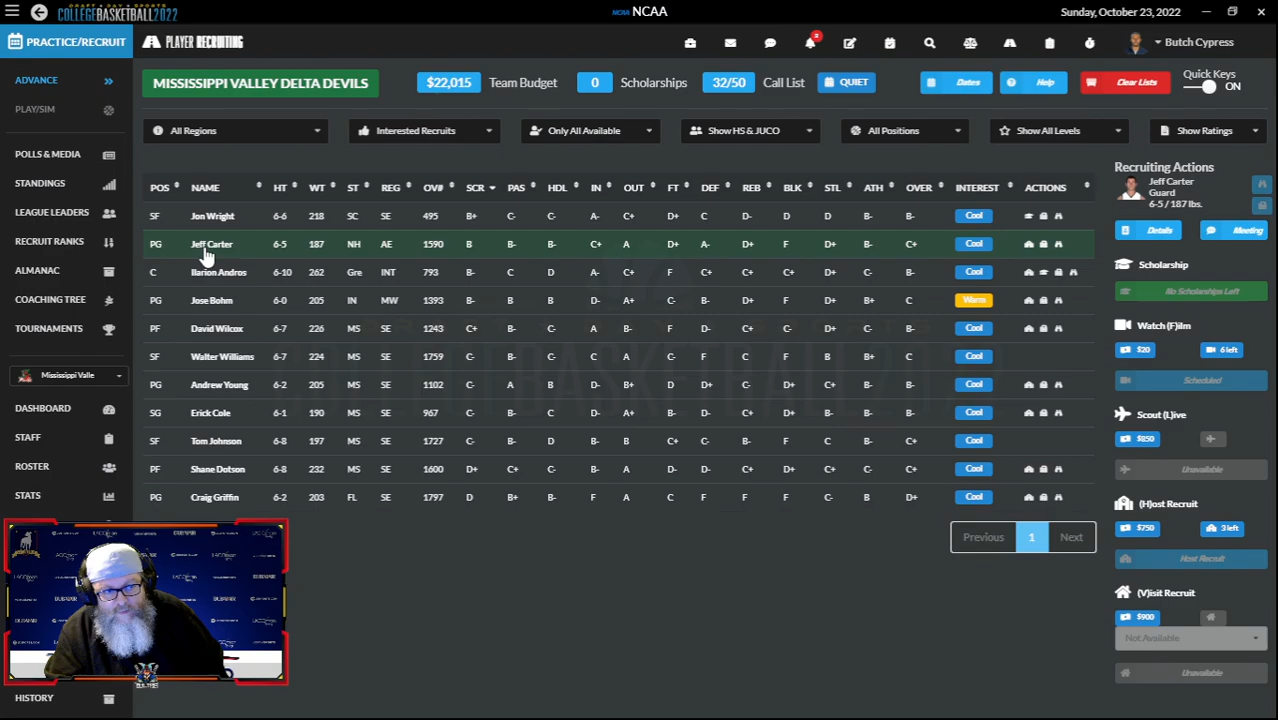 DRAFT • DAY • SPORTS
COLLEGE BASKETBALL 2022
NCAA NCAA
Sunday, October 23, 2022
PRACTICE/RECRUIT
PLAYER RECRUITING
2
Butch Cypress
ADVANCE
PLAY/SIM
POLLS & MEDIA
STANDINGS
LEAGUE LEADERS
RECRUIT RANKS
ALMANAC
COACHING TREE
TOURNAMENTS
Mississippi Valle
DASHBOARD
STAFF
ROSTER
STATS
HISTORY
MISSISSIPPI VALLEY DELTA DEVILS
$22,015 Team Budget 0 Scholarships 32/50 Call List QUIET Dates Help Clear Lists
Quick Keys
ON
All Regions Interested Recruits Only All Available Show HS & JUCO All Positions Show All Levels Show Ratings
POS NAME HT WT ST REG OV# SCR PAS HDL IN OUT FT DEF REB BLK STL ATH OVER INTEREST ACTIONS
SF Jon Wright 6-6 218 SC SE 495 B+ C- B- A- C+ D+ C D- D D B- B- Cool
PG Jeff Carter 6-5 187 NH AE 1590 B B- B- C+ A D+ A- D+ F D+ B- C+ Cool
C Ilarion Andros 6-10 262 Gre INT 793 B- C D A- C+ F C+ C+ C+ D+ C- B- Cool
PG Jose Bohm 6-0 205 IN MW 1393 B- B B D- A+ C- B- D+ F D+ B+ C Warm
PF David Wilcox 6-7 226 MS SE 1243 C+ B- C- A B- F D- C+ C- D+ C- B- Cool
SF Walter Williams 6-7 224 MS SE 1759 C- B- C- C A C- F C F B B+ B- Cool
PG Andrew Young 6-2 205 MS SE 1102 C- A B D- B+ F D+ C- C- D+ C+ C- Cool
SG Erick Cole 6-1 190 MS SE 967 C- B- C D- A+ F B- C D+ D+ B- C+ Cool
SF Tom Johnson 6-8 197 MS SE 1727 C- B- D B- B C+ C- B- F C C B- Cool
PF Shane Dotson 6-8 232 MS SE 1600 D+ C+ C- B- A D- D- C+ D+ C+ C- C+ Cool
PG Craig Griffin 6-2 203 FL SE 1797 D B+ B- F A C F F F C- B D+ Cool
Previous 1 Next
Recruiting Actions
Jeff Carter
Guard
6-5 / 187 lbs.
Details Meeting
Scholarship
No Scholarships Left
Watch (F)ilm
$20 6 left
Scheduled
Scout (L)ive
$850
Unavailable
(H)ost Recruit
$750 3 left
Host Recruit
(V)isit Recruit
$900
Not Available
Unavailable